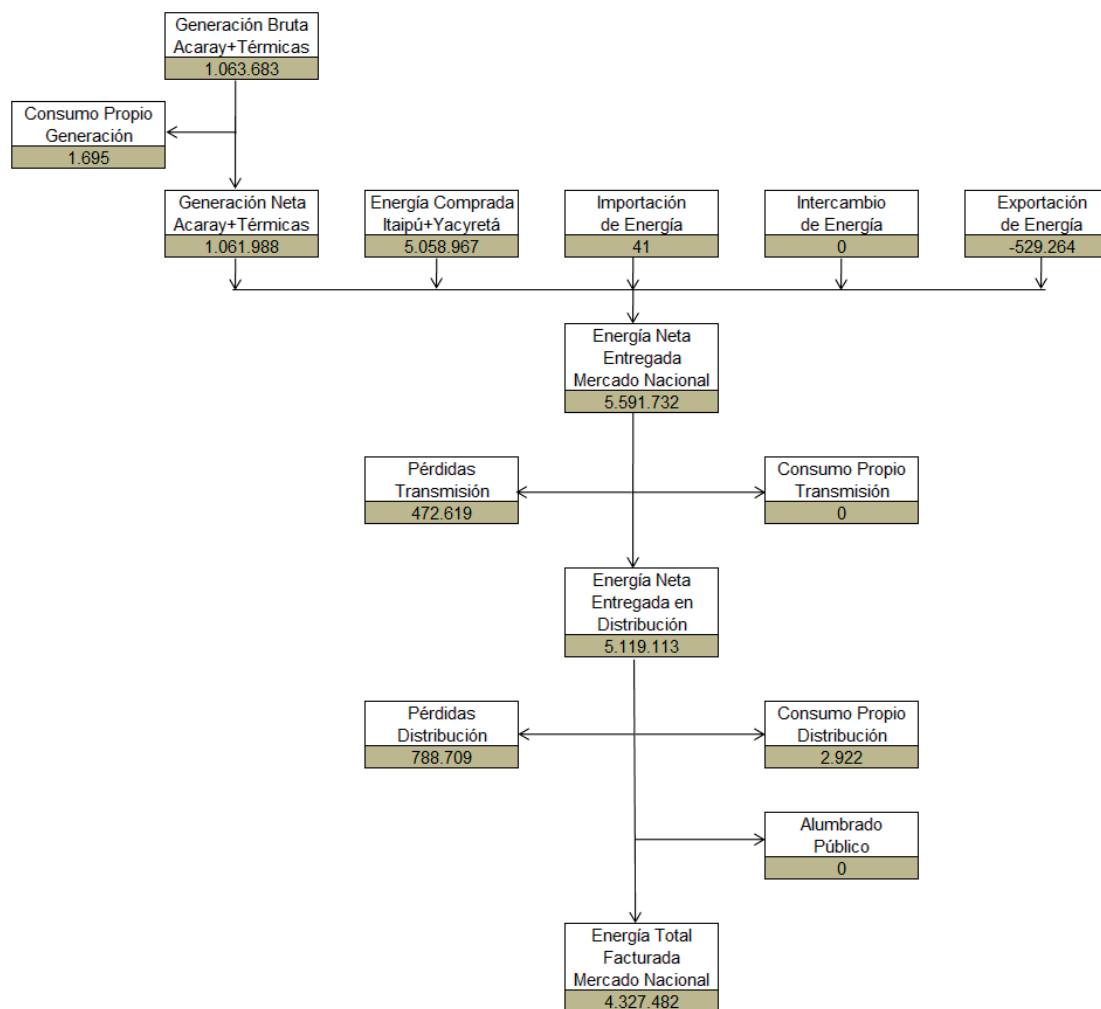 Generación Bruta
Acaray+Térmicas
1.063.683
Consumo Propio
Generación
1.695
Generación Neta
Acaray+Térmicas
1.061.988
Energía Comprada
Itaipú+Yacyretá
5.058.967
Importación
de Energía
41
Intercambio
de Energía
0
Exportación
de Energía
-529.264
Energía Neta
Entregada
Mercado Nacional
5.591.732
Pérdidas
Transmisión
472.619
Consumo Propio
Transmisión
0
Energía Neta
Entregada en
Distribución
5.119.113
Pérdidas
Distribución
788.709
Consumo Propio
Distribución
2.922
Alumbrado
Público
0
Energía Total
Facturada
Mercado Nacional
4.327.482